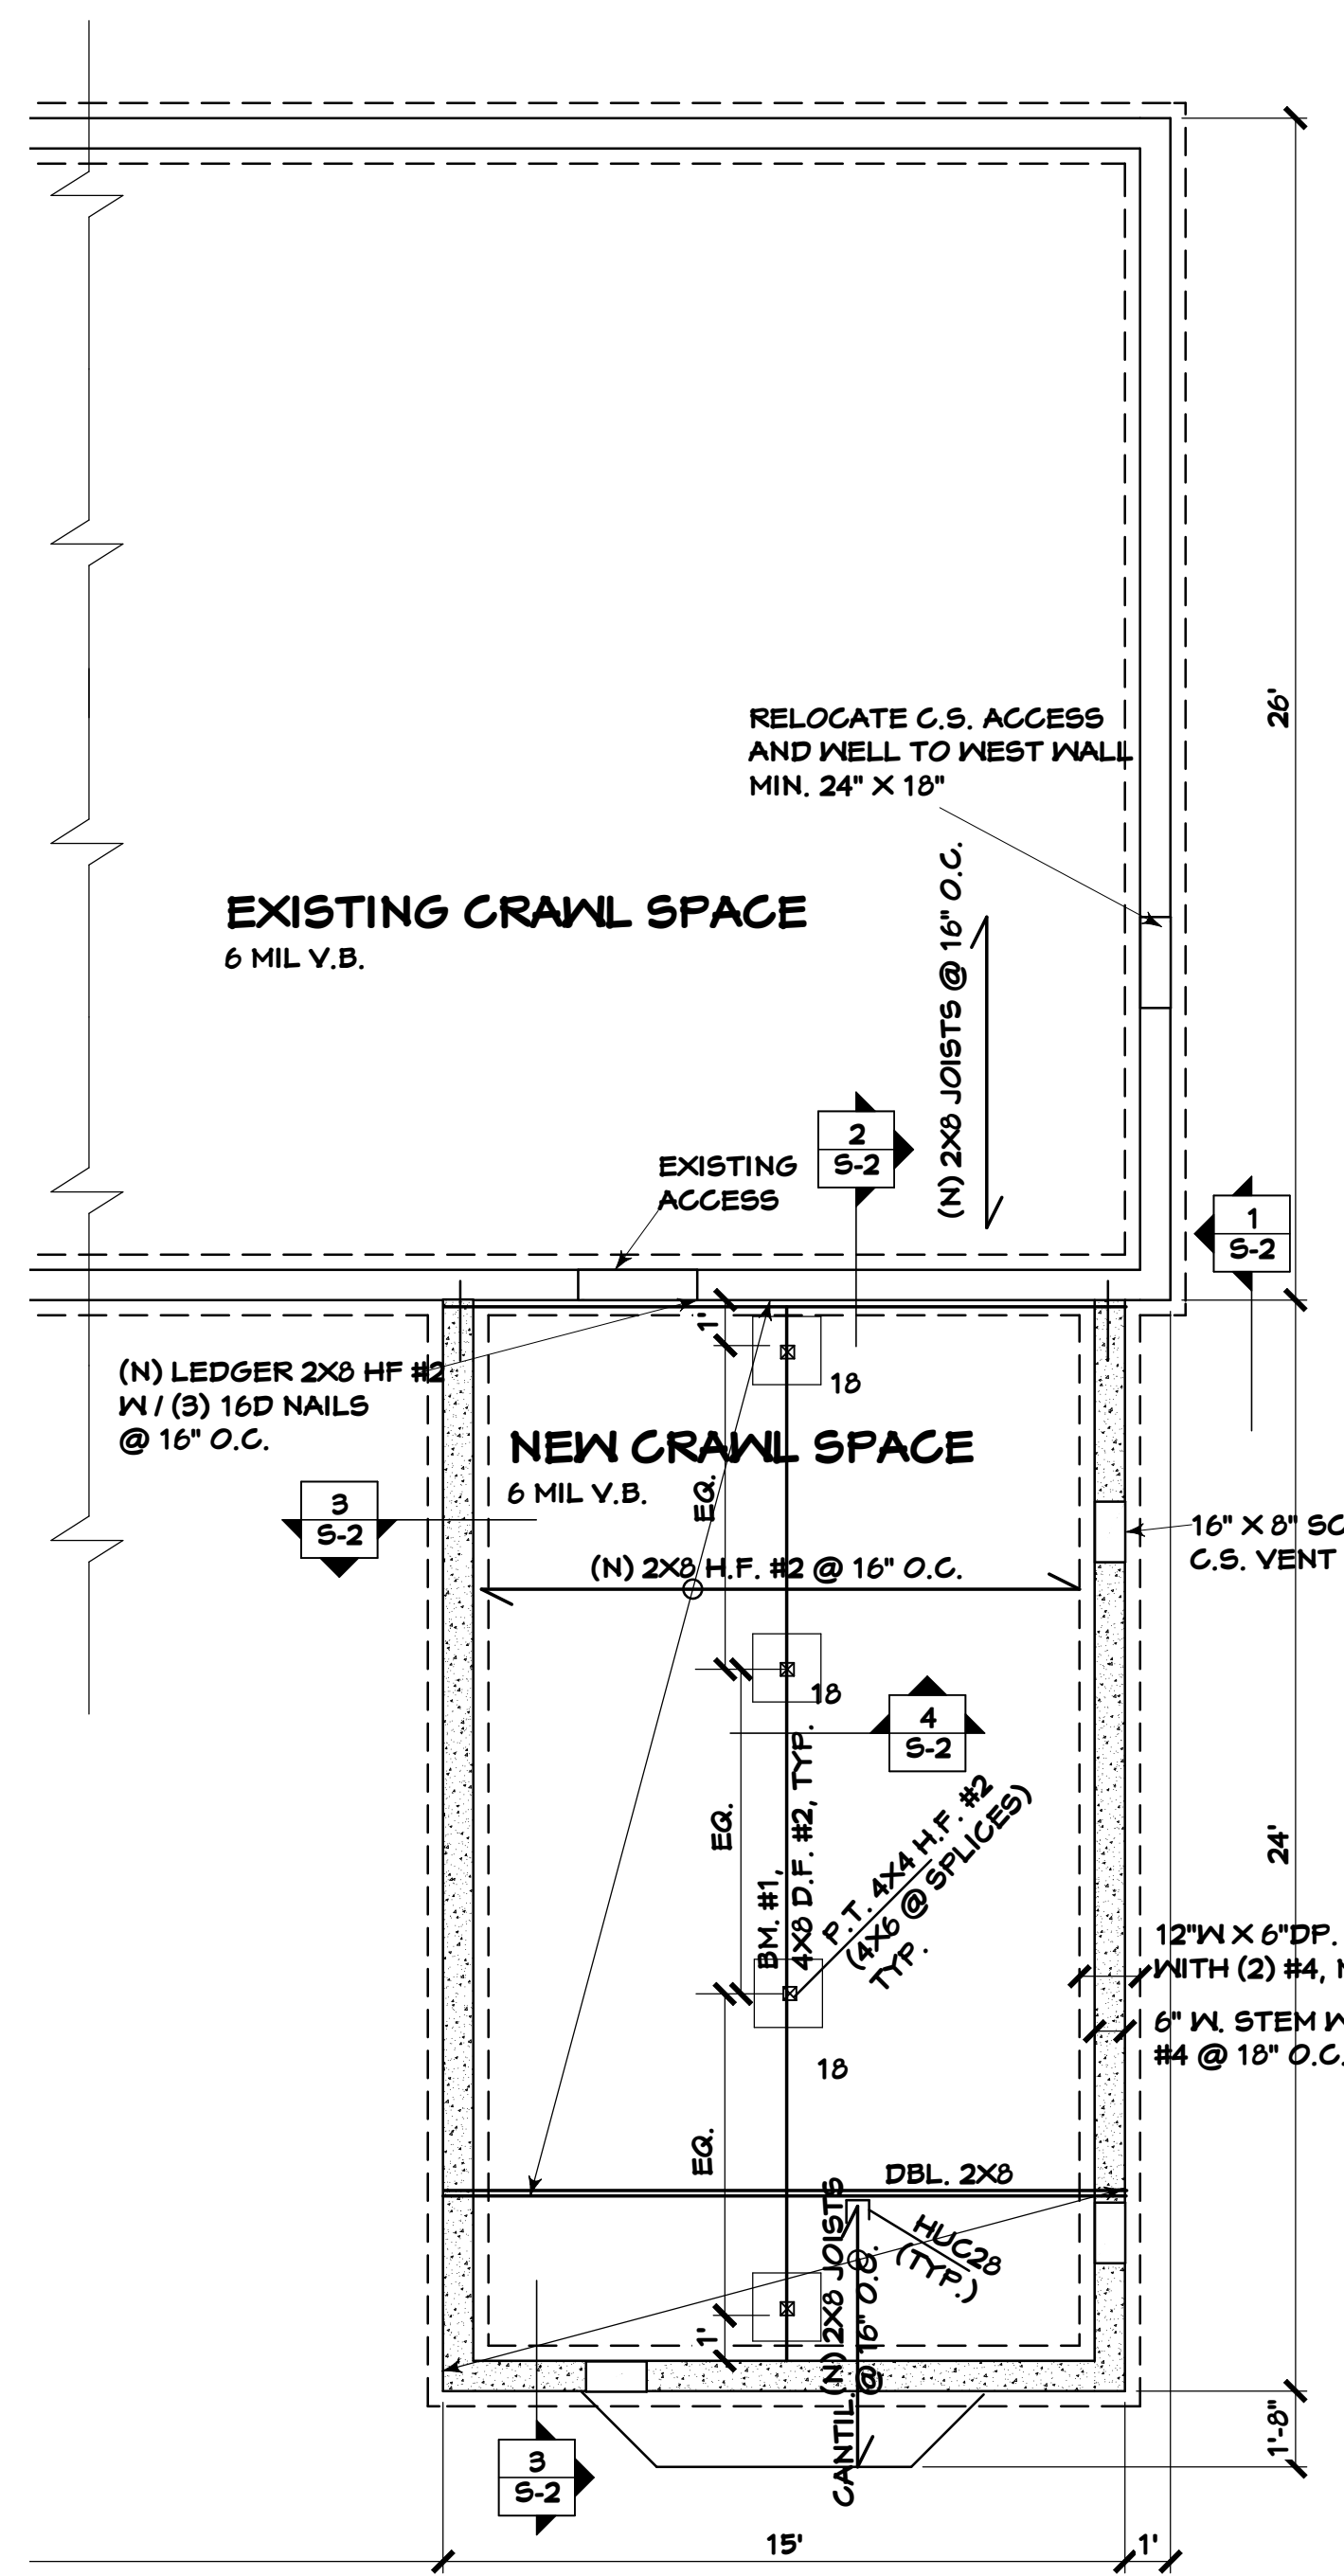 26'
RELOCATE C.S. ACCESS
AND WELL TO WEST WALL
MIN. 24" X 18"
(N) 2X8 JOISTS @ 16" O.C.
EXISTING CRAWL SPACE
6 MIL V.B.
2
S-2
EXISTING
ACCESS
1
S-2
1'
(N) LEDGER 2X8 HF #2
W / (3) 16D NAILS
@ 16" O.C.
18
NEW CRAWL SPACE
6 MIL V.B.
EQ.
3
S-2
16" X 8" SC
C.S. VENT
(N) 2X8 H.F. #2 @ 16" O.C.
18
4
S-2
EQ.
BM. #1,
4X8 D.F. #2, TYP.
P.T. 4X4 H.F. #2
(4X6 @ SPLICES)
TYP.
24'
12"W X 6"DP.
WITH (2) #4,
6" W. STEM W
#4 @ 18" O.C.
18
EQ.
DBL. 2X8
HUC28
(TYP.)
CANTIL. (N) 2X8 JOISTS
@ 16" O.C.
1'
1'-8"
3
S-2
15'
1'